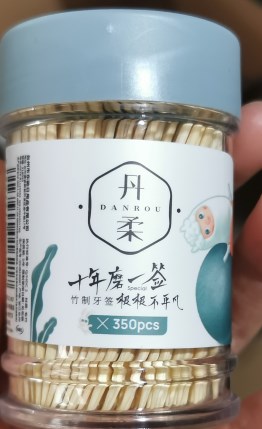 丹
DANROU
柔
十年磨一签
Special
竹制牙签 根根不平凡
×350pcs